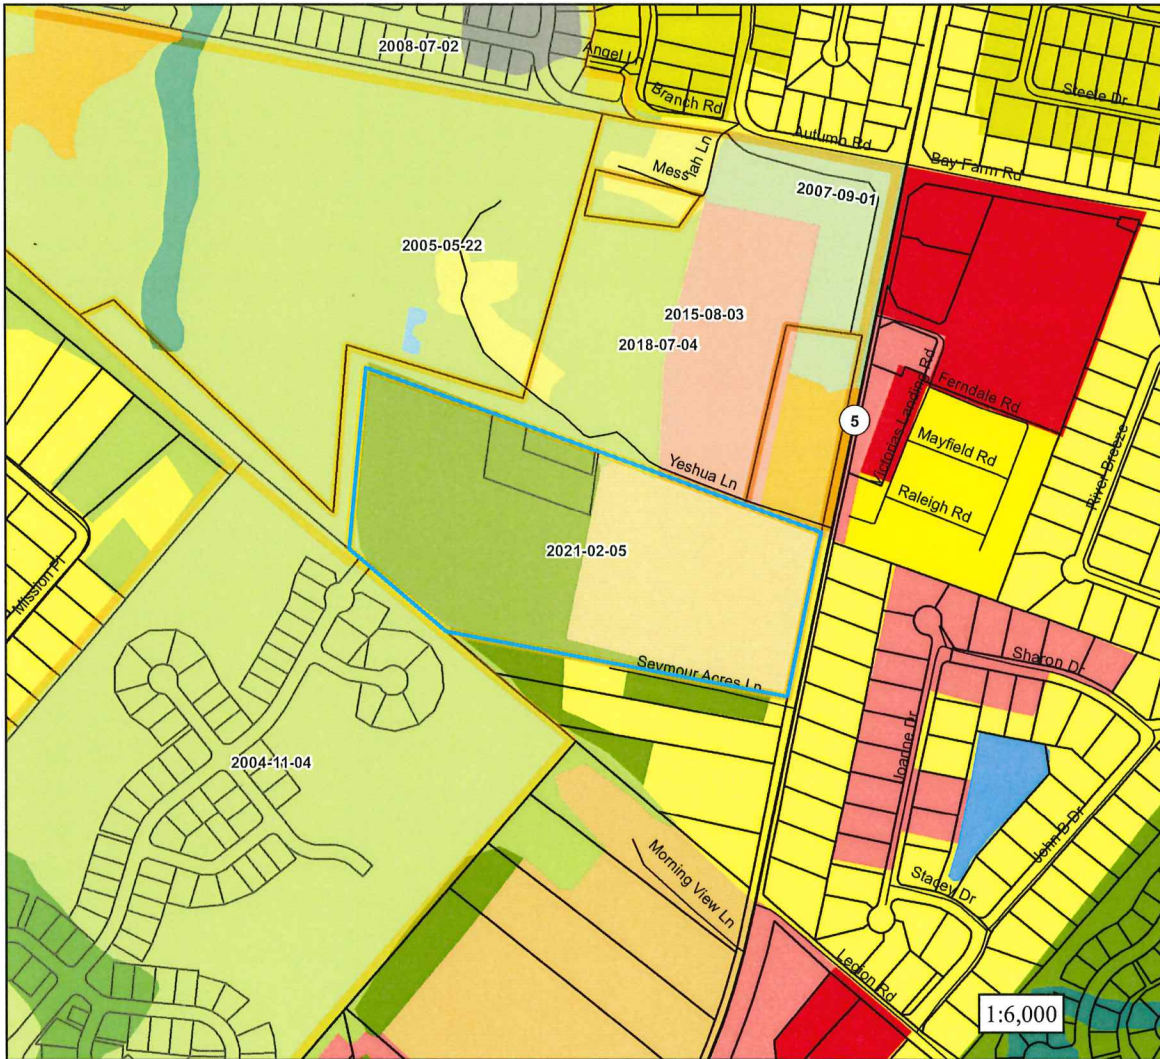 2008-07-02
Angel Ln
Branch Rd
Steele Dr
Autumn Rd
Bay Farm Rd
Messiah Ln
2007-09-01
2005-05-22
2015-08-03
2018-07-04
Victorias Landing Rd
Ferndale Rd
5
Mayfield Rd
River Breeze
Yeshua Ln
Raleigh Rd
2021-02-05
Mission Pl
Sharon Dr
Seymour Acres Ln
Joanne Dr
2004-11-04
John B Dr
Morning View Ln
Stacey Dr
Legion Rd
1:6,000